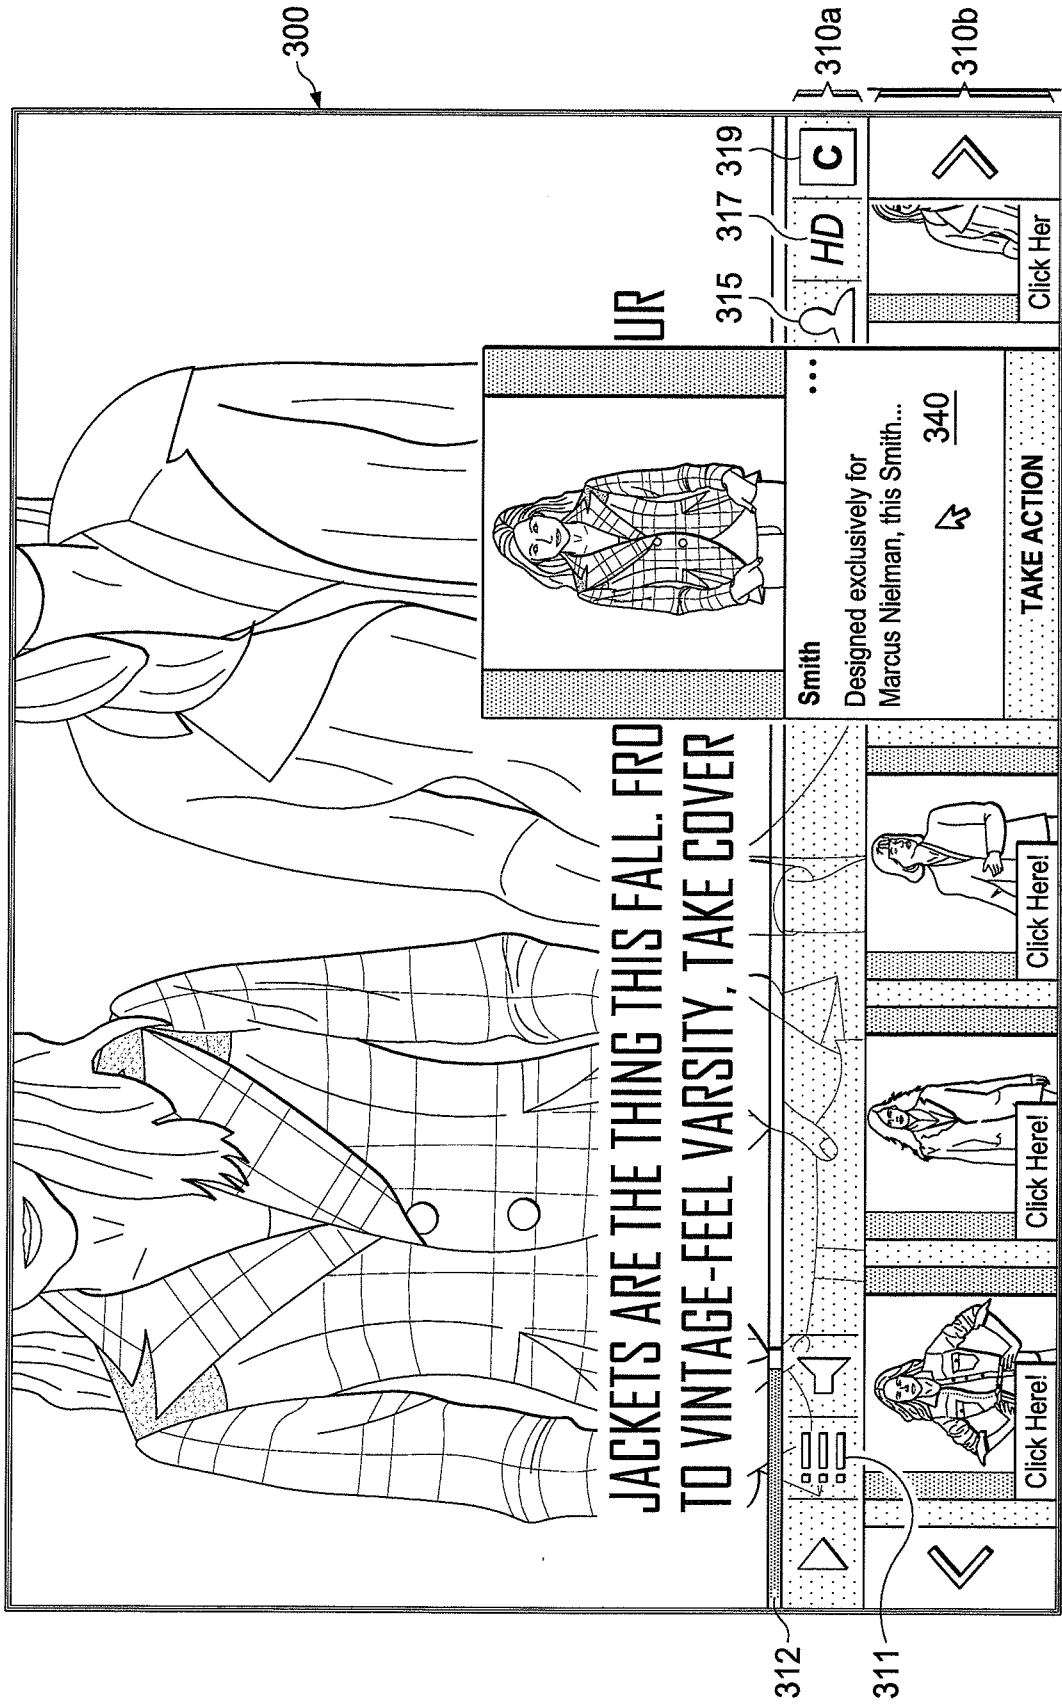 300
JACKETS ARE THE THING THIS FALL. FRO
UR
TO VINTAGE-FEEL VARSITY, TAKE COVER
312
311
315
317
319
HD
C
310a
310b
Smith
...
Designed exclusively for
Marcus Nielman, this Smith...
340
TAKE ACTION
Click Here!
Click Here!
Click Here!
Click Her